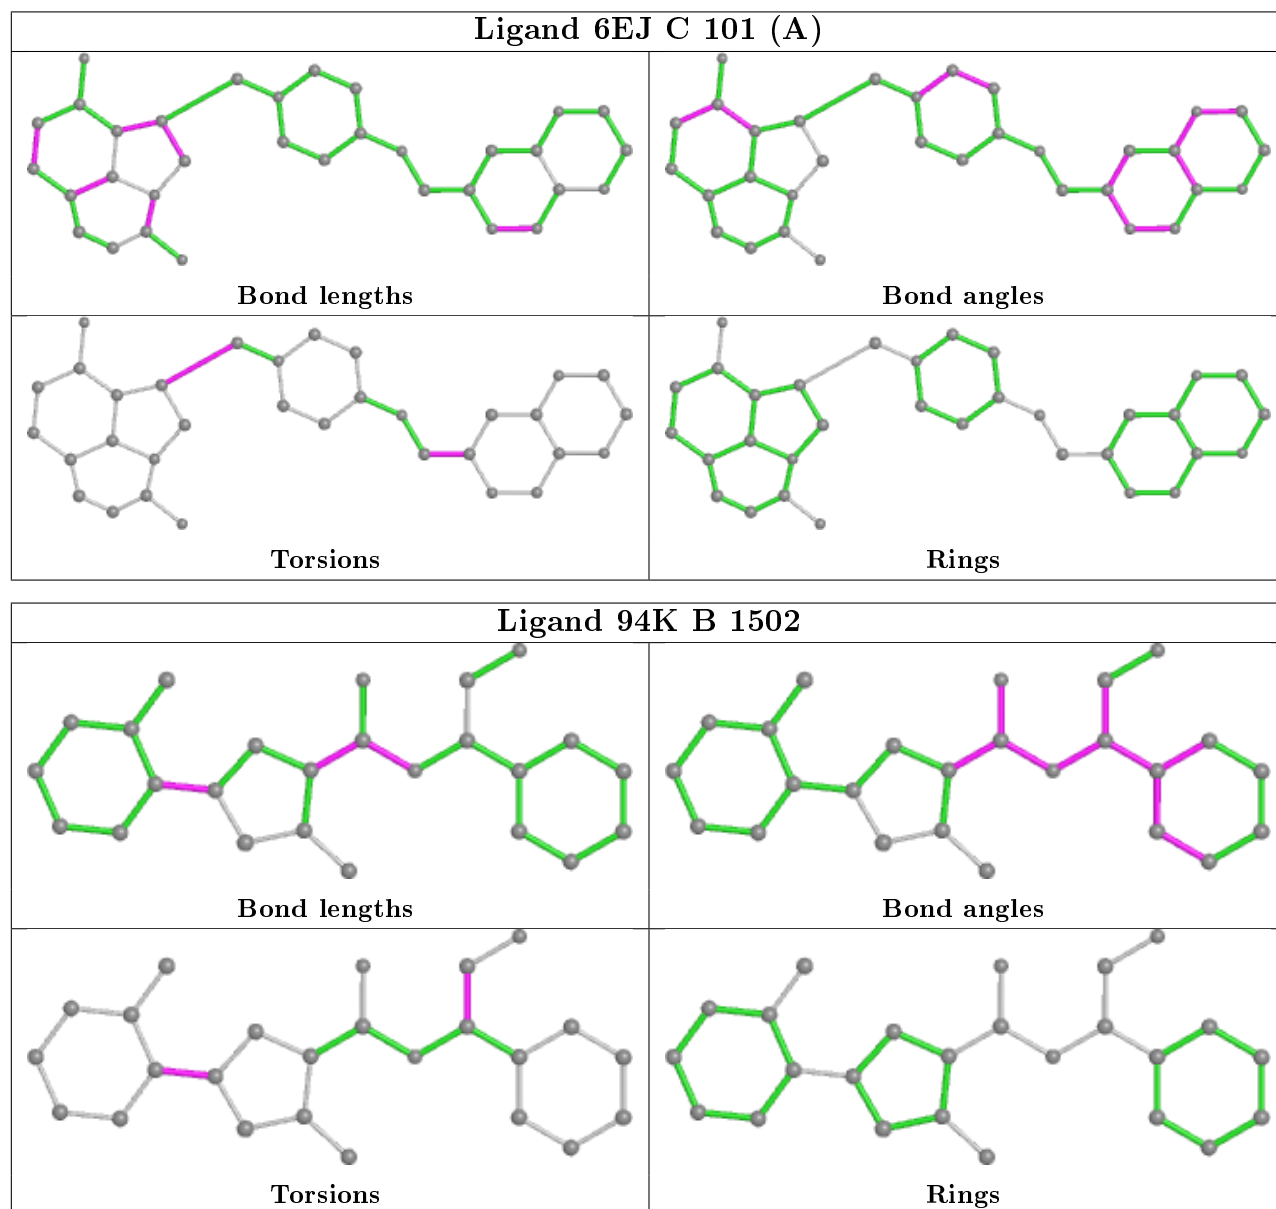 Ligand 6EJ C 101 (A)
Bond lengths
Bond angles
Torsions
Rings
Ligand 94K B 1502
Bond lengths
Bond angles
Torsions
Rings